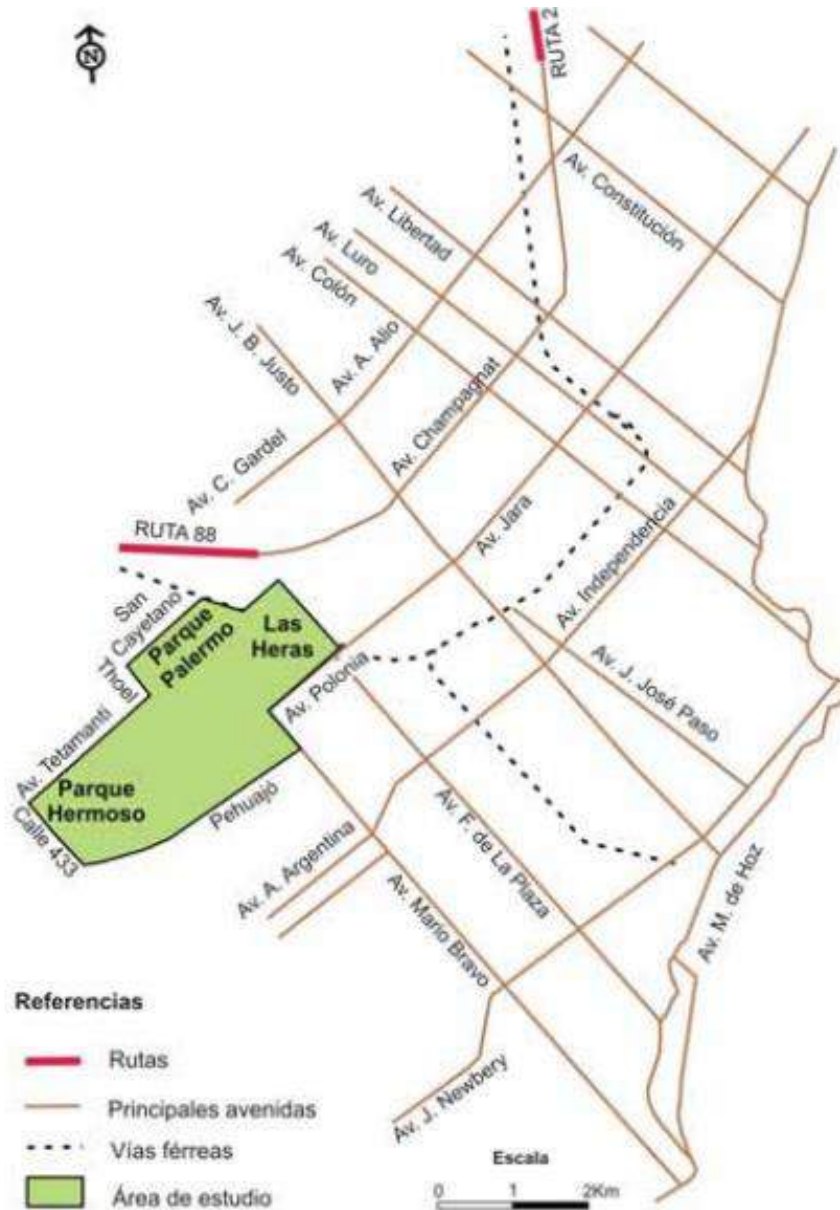 N
RUTA 2
Av. Constitución
Av. Libertad
Av. Luro
Av. Colón
Av. J. B. Justo
Av. A. Alio
Av. Champagnat
Av. C. Gardel
RUTA 88
Av. Jara
Av. Independencia
San
Cayetano
Parque
Palermo
Las
Heras
Thoel
Av. Polonia
Av. J. José Paso
Av. Tetamanti
Parque
Hermoso
Calle 433
Pehuajó
Av. A. Argentina
Av. F. de La Plaza
Av. Mario Bravo
Av. M. de Hoz
Av. J. Newbery
Referencias
Rutas
Principales avenidas
Vías férreas
Área de estudio
Escala
0 1 2Km